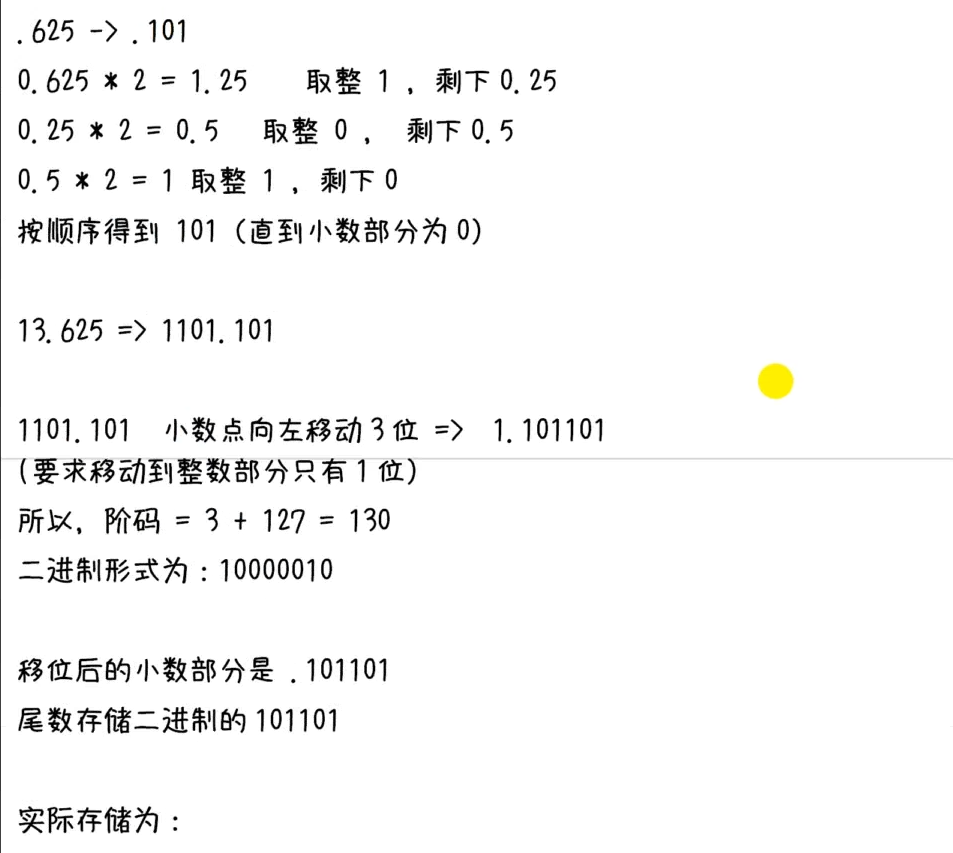 .625 -> .101
0.625 * 2 = 1.25 取整 1 ,剩下 0.25
0.25 * 2 = 0.5 取整 0 , 剩下 0.5
0.5 * 2 = 1 取整 1 ,剩下 0
按顺序得到 101 (直到小数部分为 0)
13.625 => 1101.101
1101.101 小数点向左移动 3 位 => 1.101101
(要求移动到整数部分只有 1 位)
所以, 阶码 = 3 + 127 = 130
二进制形式为 : 10000010
移位后的小数部分是 .101101
尾数存储二进制的 101101
实际存储为 :